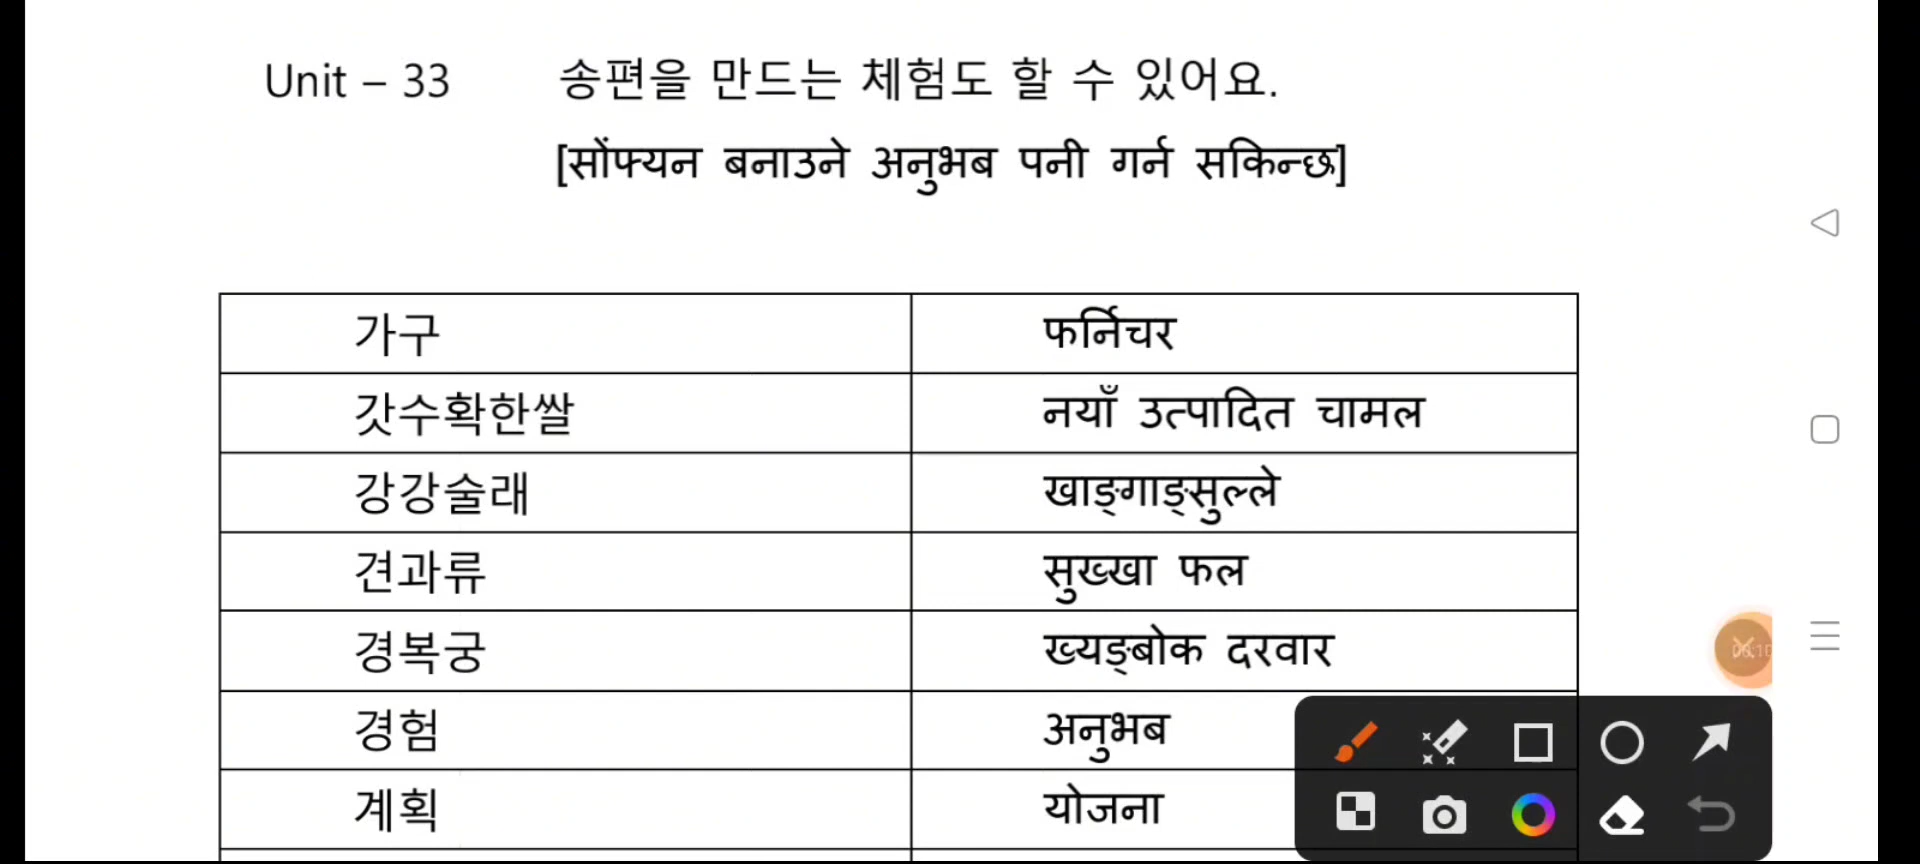 Unit – 33 송편을 만드는 체험도 할 수 있어요.
[सोंफ्यन बनाउने अनुभब पनी गर्न सकिन्छ]
가구 फर्निचर
갓수확한쌀 नयाँ उत्पादित चामल
강강술래 खाङ्गाङ्सुल्ले
견과류 सुख्खा फल
경복궁 ख्यङ्बोक दरवार
경험 अनुभब
계획 योजना